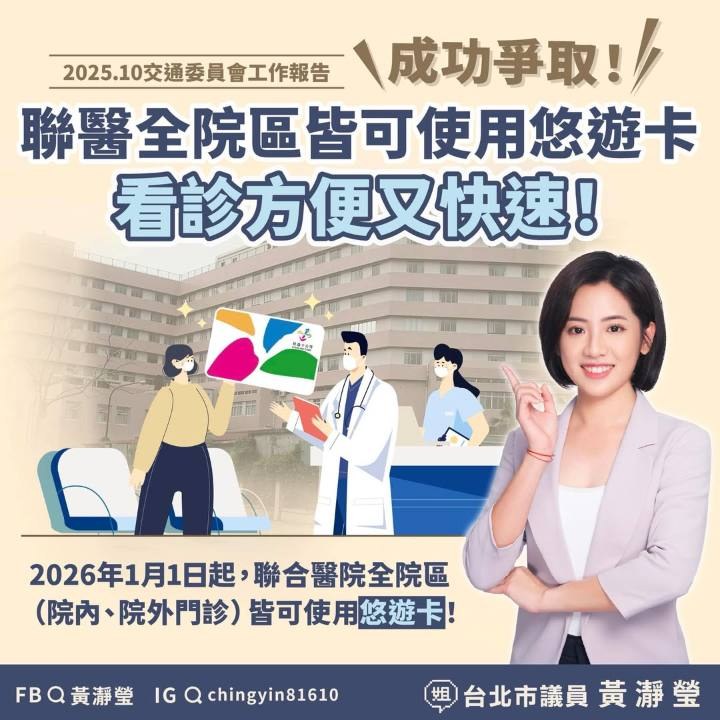 2025.10交通委員會工作報告
成功爭取!
聯醫全院區皆可使用悠遊卡
看診方便又快速!
2026年1月1日起,聯合醫院全院區
(院內、院外門診)皆可使用悠遊卡!
FB 黃瀞瑩 IG chingyin81610
台北市議員 黃瀞瑩